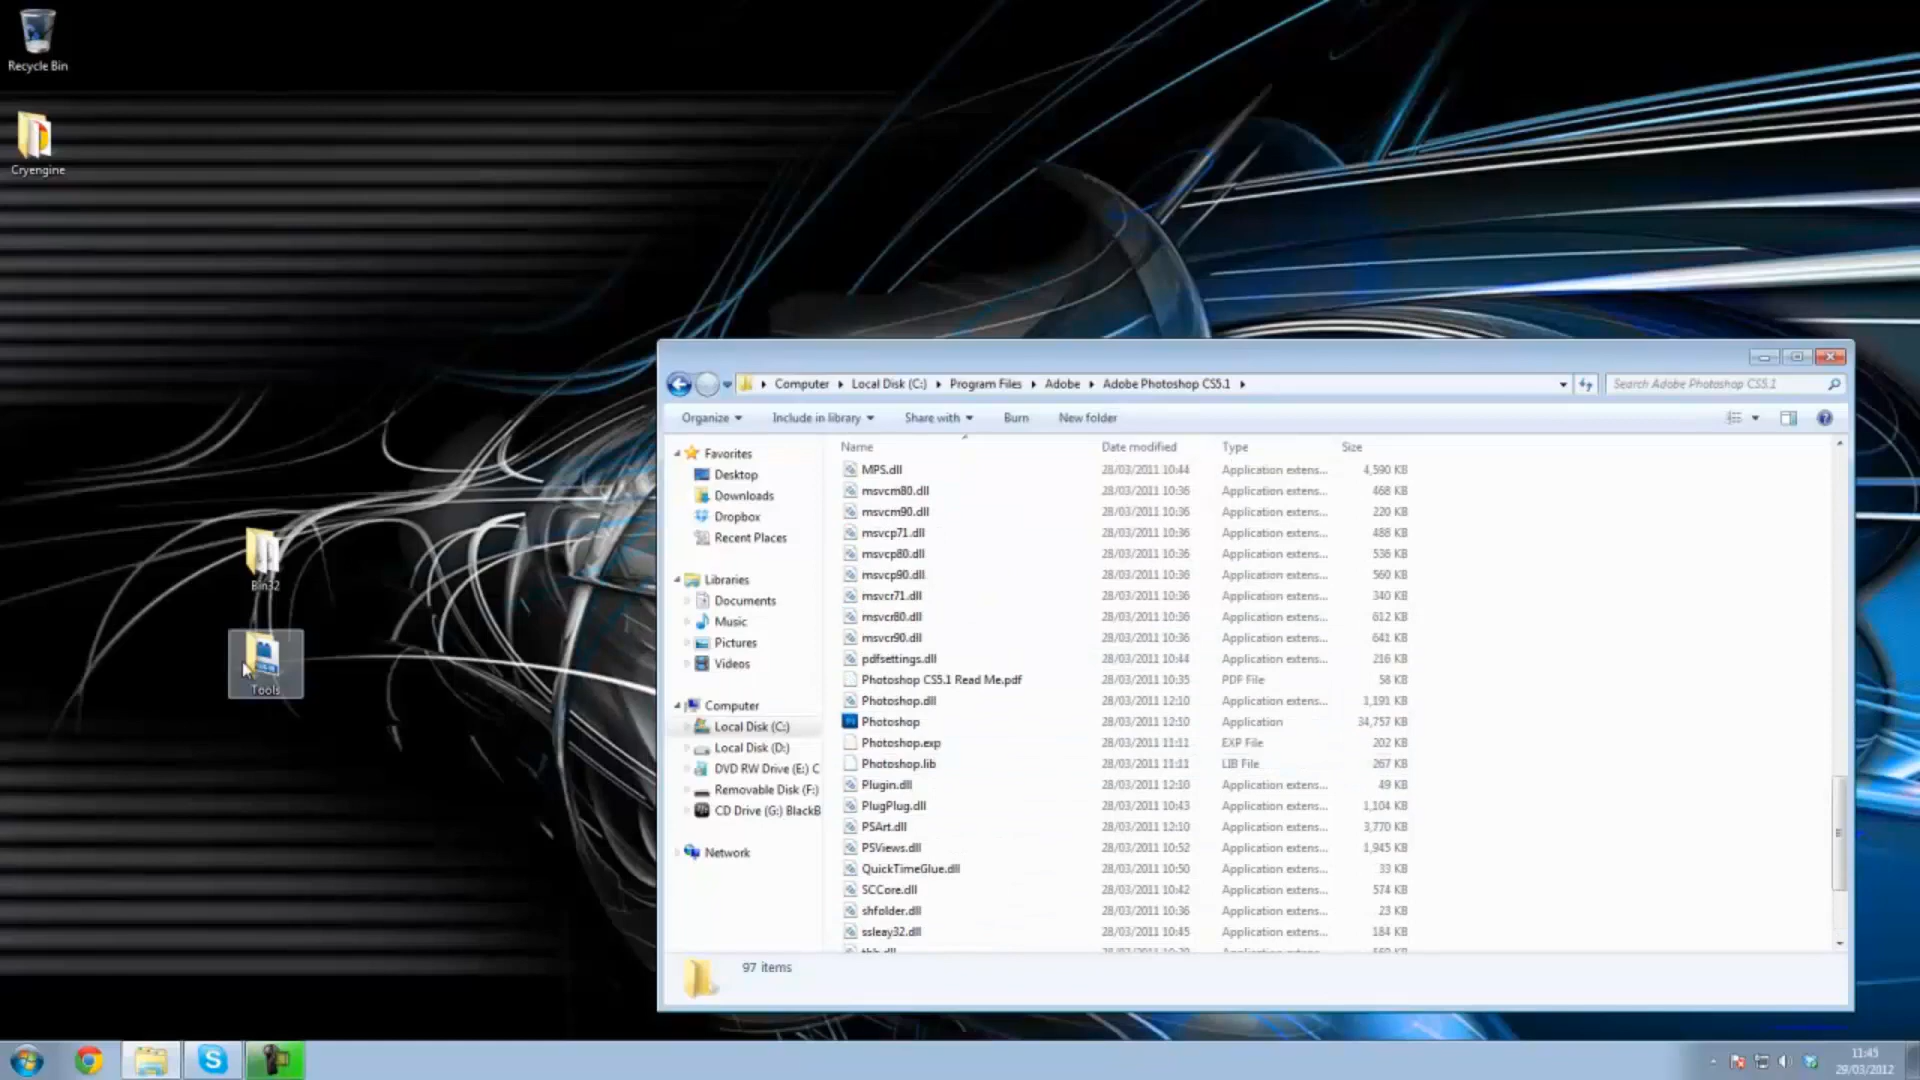 Recycle Bin
Cryengine
Bin32
Tools
Computer Local Disk (C:) Program Files Adobe Adobe Photoshop CS5.1
Search Adobe Photoshop CS5.1
Organize Include in library Share with Burn New folder
Favorites
Desktop
Downloads
Dropbox
Recent Places
Libraries
Documents
Music
Pictures
Videos
Computer
Local Disk (C:)
Local Disk (D:)
DVD RW Drive (E:) C
Removable Disk (F:)
CD Drive (G:) BlackB
Network
Name Date modified Type Size
MPS.dll 28/03/2011 10:44 Application extens... 4,590 KB
msvcm80.dll 28/03/2011 10:36 Application extens... 468 KB
msvcm90.dll 28/03/2011 10:36 Application extens... 220 KB
msvcp71.dll 28/03/2011 10:36 Application extens... 488 KB
msvcp80.dll 28/03/2011 10:36 Application extens... 536 KB
msvcp90.dll 28/03/2011 10:36 Application extens... 560 KB
msvcr71.dll 28/03/2011 10:36 Application extens... 340 KB
msvcr80.dll 28/03/2011 10:36 Application extens... 612 KB
msvcr90.dll 28/03/2011 10:36 Application extens... 641 KB
pdfsettings.dll 28/03/2011 10:44 Application extens... 216 KB
Photoshop CS5.1 Read Me.pdf 28/03/2011 10:35 PDF File 58 KB
Photoshop.dll 28/03/2011 12:10 Application extens... 1,191 KB
Photoshop 28/03/2011 12:10 Application 34,757 KB
Photoshop.exp 28/03/2011 11:11 EXP File 202 KB
Photoshop.lib 28/03/2011 11:11 LIB File 267 KB
Plugin.dll 28/03/2011 12:10 Application extens... 49 KB
PlugPlug.dll 28/03/2011 10:43 Application extens... 1,104 KB
PSArt.dll 28/03/2011 12:10 Application extens... 3,770 KB
PSViews.dll 28/03/2011 10:52 Application extens... 1,945 KB
QuickTimeGlue.dll 28/03/2011 10:50 Application extens... 33 KB
SCCore.dll 28/03/2011 10:42 Application extens... 574 KB
shfolder.dll 28/03/2011 10:36 Application extens... 23 KB
ssleay32.dll 28/03/2011 10:45 Application extens... 184 KB
97 items
11:45
29/03/2012